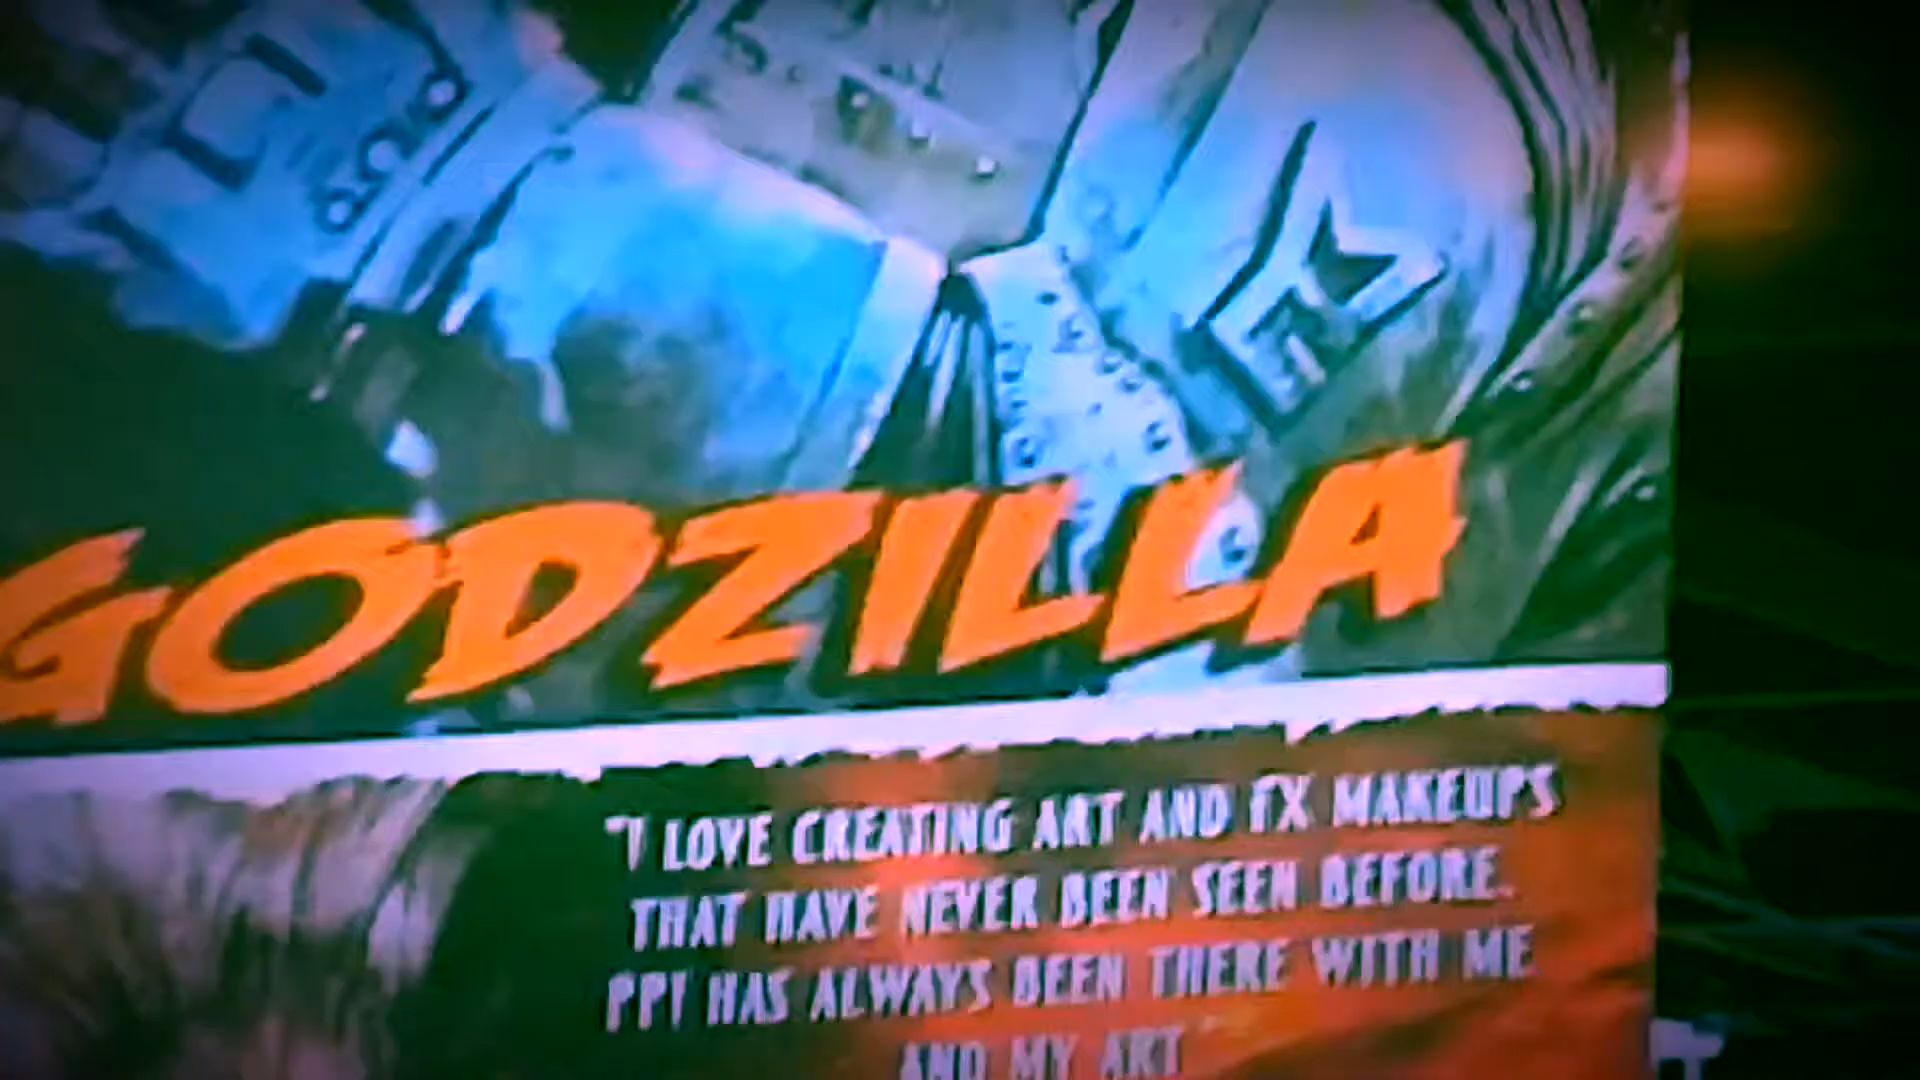 GODZILLA
"I LOVE CREATING ART AND FX MAKEUPS
THAT HAVE NEVER BEEN SEEN BEFORE.
PPI HAS ALWAYS BEEN THERE WITH ME
AND MY ART